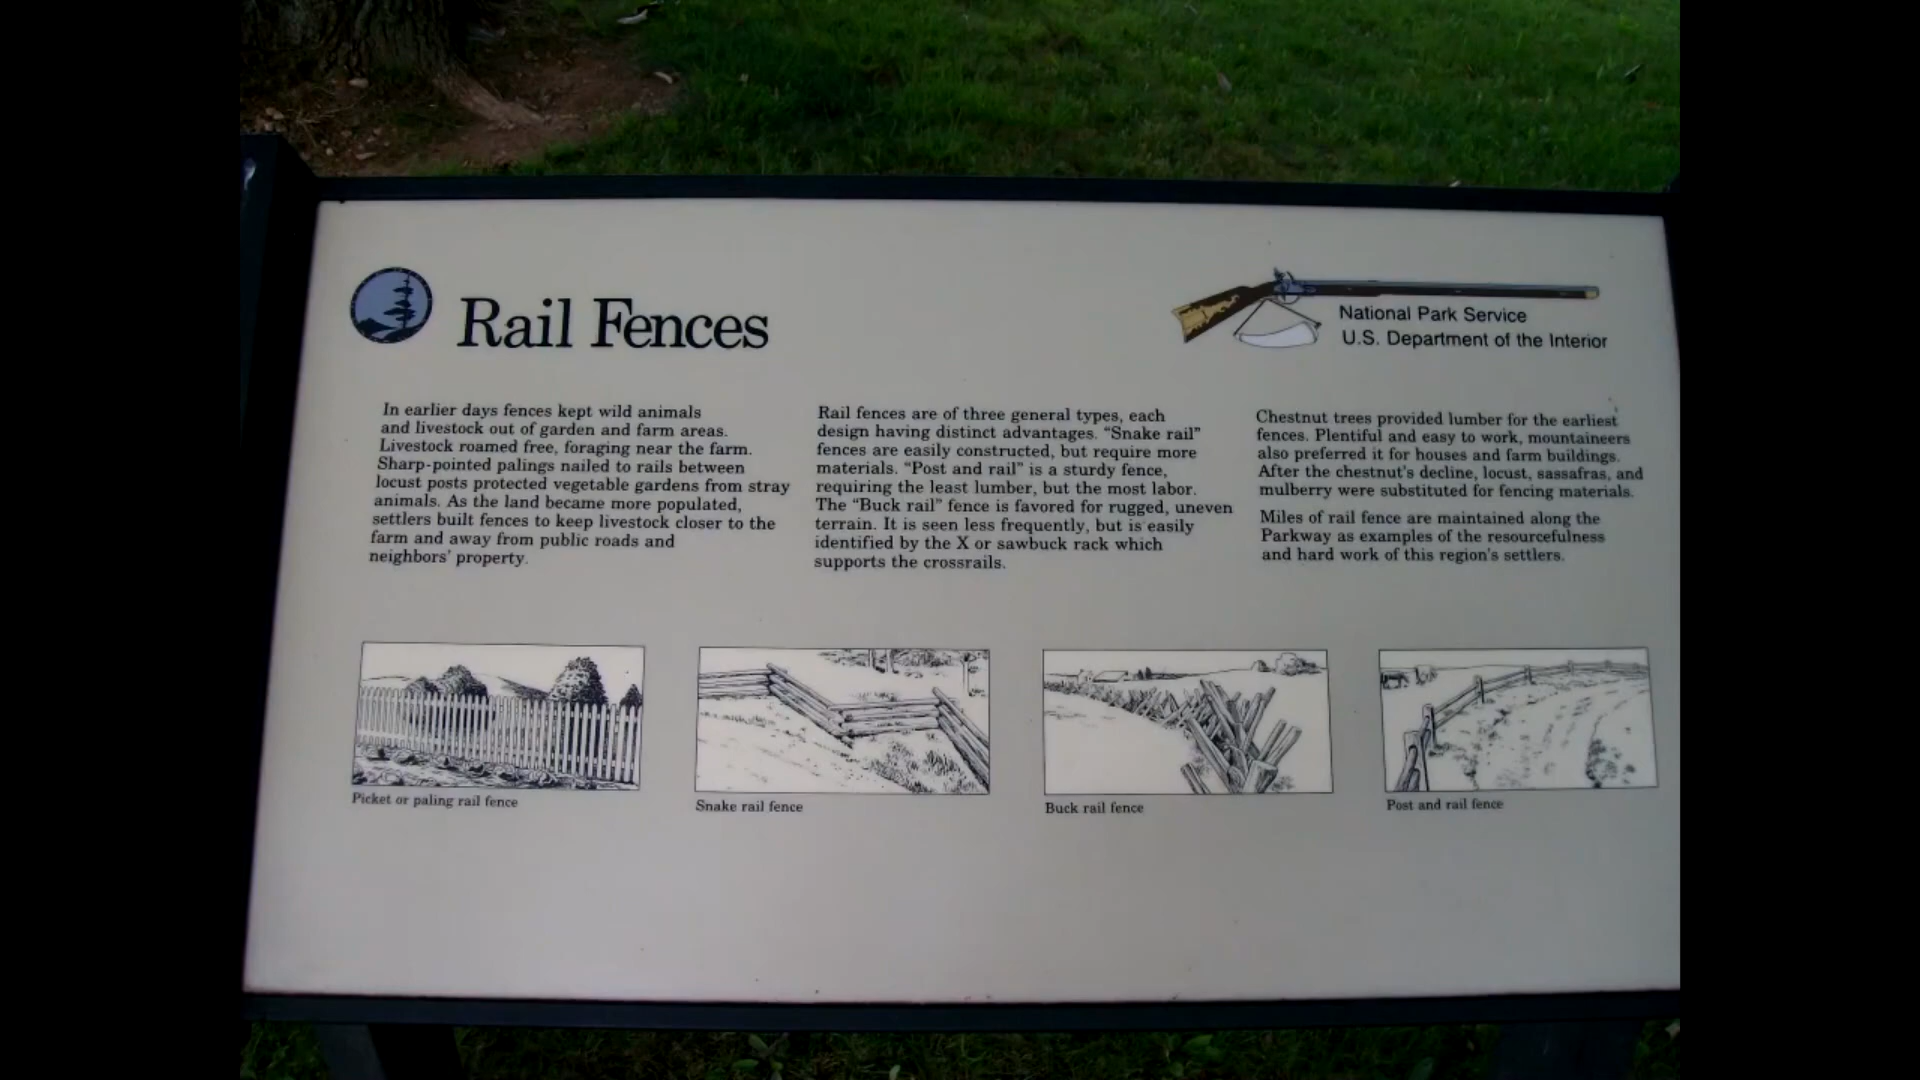 Rail Fences
National Park Service
U.S. Department of the Interior
In earlier days fences kept wild animals
and livestock out of garden and farm areas.
Livestock roamed free, foraging near the farm.
Sharp-pointed palings nailed to rails between
locust posts protected vegetable gardens from stray
animals. As the land became more populated,
settlers built fences to keep livestock closer to the
farm and away from public roads and
neighbors' property.
Rail fences are of three general types, each
design having distinct advantages. “Snake rail”
fences are easily constructed, but require more
materials. “Post and rail” is a sturdy fence,
requiring the least lumber, but the most labor.
The “Buck rail” fence is favored for rugged, uneven
terrain. It is seen less frequently, but is easily
identified by the X or sawbuck rack which
supports the crossrails.
Chestnut trees provided lumber for the earliest
fences. Plentiful and easy to work, mountaineers
also preferred it for houses and farm buildings.
After the chestnut's decline, locust, sassafras, and
mulberry were substituted for fencing materials.
Miles of rail fence are maintained along the
Parkway as examples of the resourcefulness
and hard work of this region's settlers.
Picket or paling rail fence
Snake rail fence
Buck rail fence
Post and rail fence